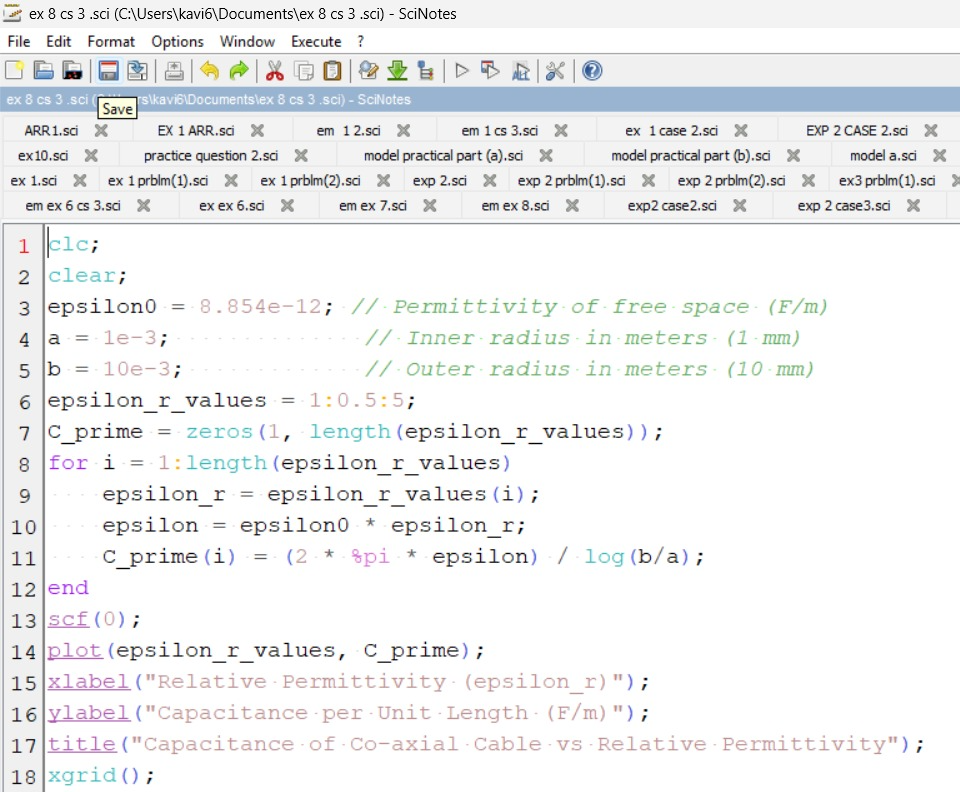 ex 8 cs 3 .sci (C:\Users\kavi6\Documents\ex 8 cs 3 .sci) - SciNotes
File Edit Format Options Window Execute ?
ex 8 cs 3 .sci rs\kavi6\Documents\ex 8 cs 3 .sci) - SciNotes
Save
ARR1.sci EX 1 ARR.sci em 1 2.sci em 1 cs 3.sci ex 1 case 2.sci EXP 2 CASE 2.sci
ex10.sci practice question 2.sci model practical part (a).sci model practical part (b).sci model a.sci
ex 1.sci ex 1 prblm(1).sci ex 1 prblm(2).sci exp 2.sci exp 2 prblm(1).sci exp 2 prblm(2).sci ex3 prblm(1).sci
em ex 6 cs 3.sci ex ex 6.sci em ex 7.sci em ex 8.sci exp2 case2.sci exp 2 case3.sci
1 clc;
2 clear;
3 epsilon0 = 8.854e-12; // Permittivity of free space (F/m)
4 a = 1e-3; // Inner radius in meters (1 mm)
5 b = 10e-3; // Outer radius in meters (10 mm)
6 epsilon_r_values = 1:0.5:5;
7 C_prime = zeros(1, length(epsilon_r_values));
8 for i = 1:length(epsilon_r_values)
9 epsilon_r = epsilon_r_values(i);
10 epsilon = epsilon0 * epsilon_r;
11 C_prime(i) = (2 * %pi * epsilon) / log(b/a);
12 end
13 scf(0);
14 plot(epsilon_r_values, C_prime);
15 xlabel("Relative Permittivity (epsilon_r)");
16 ylabel("Capacitance per Unit Length (F/m)");
17 title("Capacitance of Co-axial Cable vs Relative Permittivity");
18 xgrid();